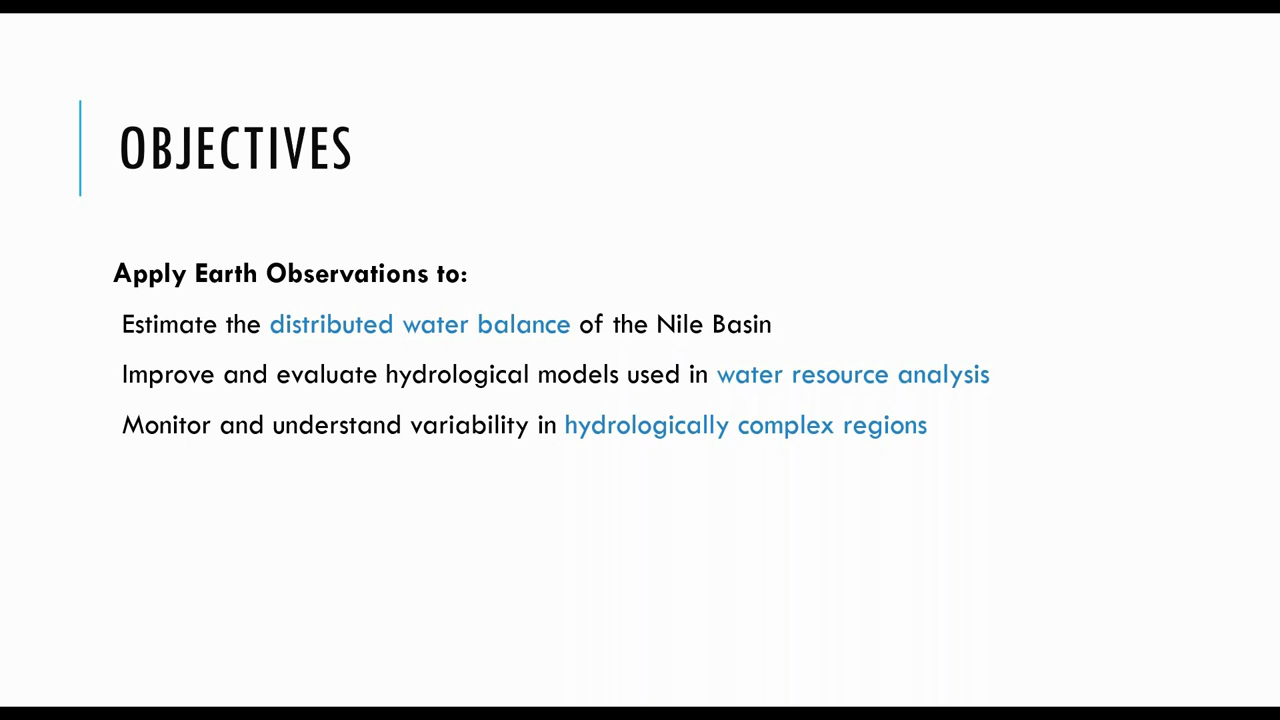 OBJECTIVES
Apply Earth Observations to:
Estimate the distributed water balance of the Nile Basin
Improve and evaluate hydrological models used in water resource analysis
Monitor and understand variability in hydrologically complex regions